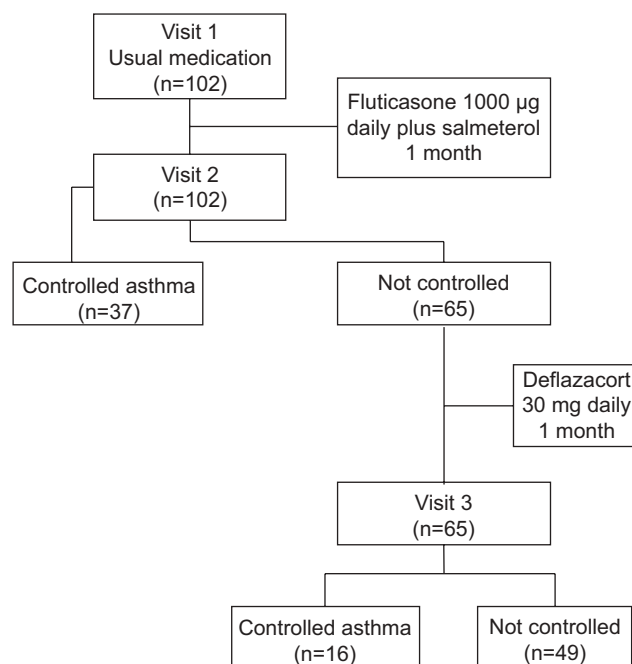 Visit 1
Usual medication
(n=102)
Fluticasone 1000 µg
daily plus salmeterol
1 month
Visit 2
(n=102)
Controlled asthma
(n=37)
Not controlled
(n=65)
Deflazacort
30 mg daily
1 month
Visit 3
(n=65)
Controlled asthma
(n=16)
Not controlled
(n=49)